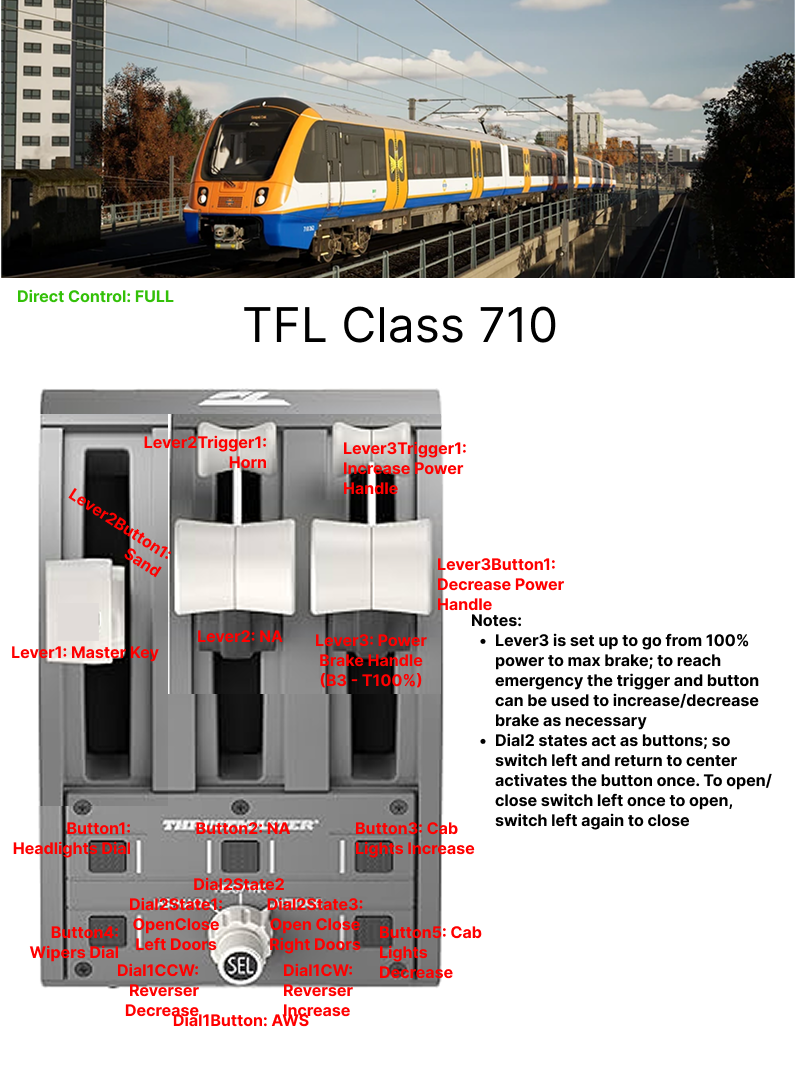 Direct Control: FULL
TFL Class 710
Lever2Trigger1:
Horn
Lever3Trigger1:
Increase Power
Handle
Lever2Button1:
Sand
Lever3Button1:
Decrease Power
Handle
Lever1: Master Key
Lever2: NA
Lever3: Power
Brake Handle
(B3 - T100%)
Notes:
• Lever3 is set up to go from 100%
power to max brake; to reach
emergency the trigger and button
can be used to increase/decrease
brake as necessary
• Dial2 states act as buttons; so
switch left and return to center
activates the button once. To open/
close switch left once to open,
switch left again to close
THRUSTMASTER
Button1:
Headlights Dial
Button2: NA
Button3: Cab
Lights Increase
Dial2State2
Dial2State1:
OpenClose
Left Doors
Dial2State3:
Open Close
Right Doors
Button4:
Wipers Dial
Button5: Cab
Lights
Decrease
SEL
Dial1CCW:
Reverser
Decrease
Dial1CW:
Reverser
Increase
Dial1Button: AWS